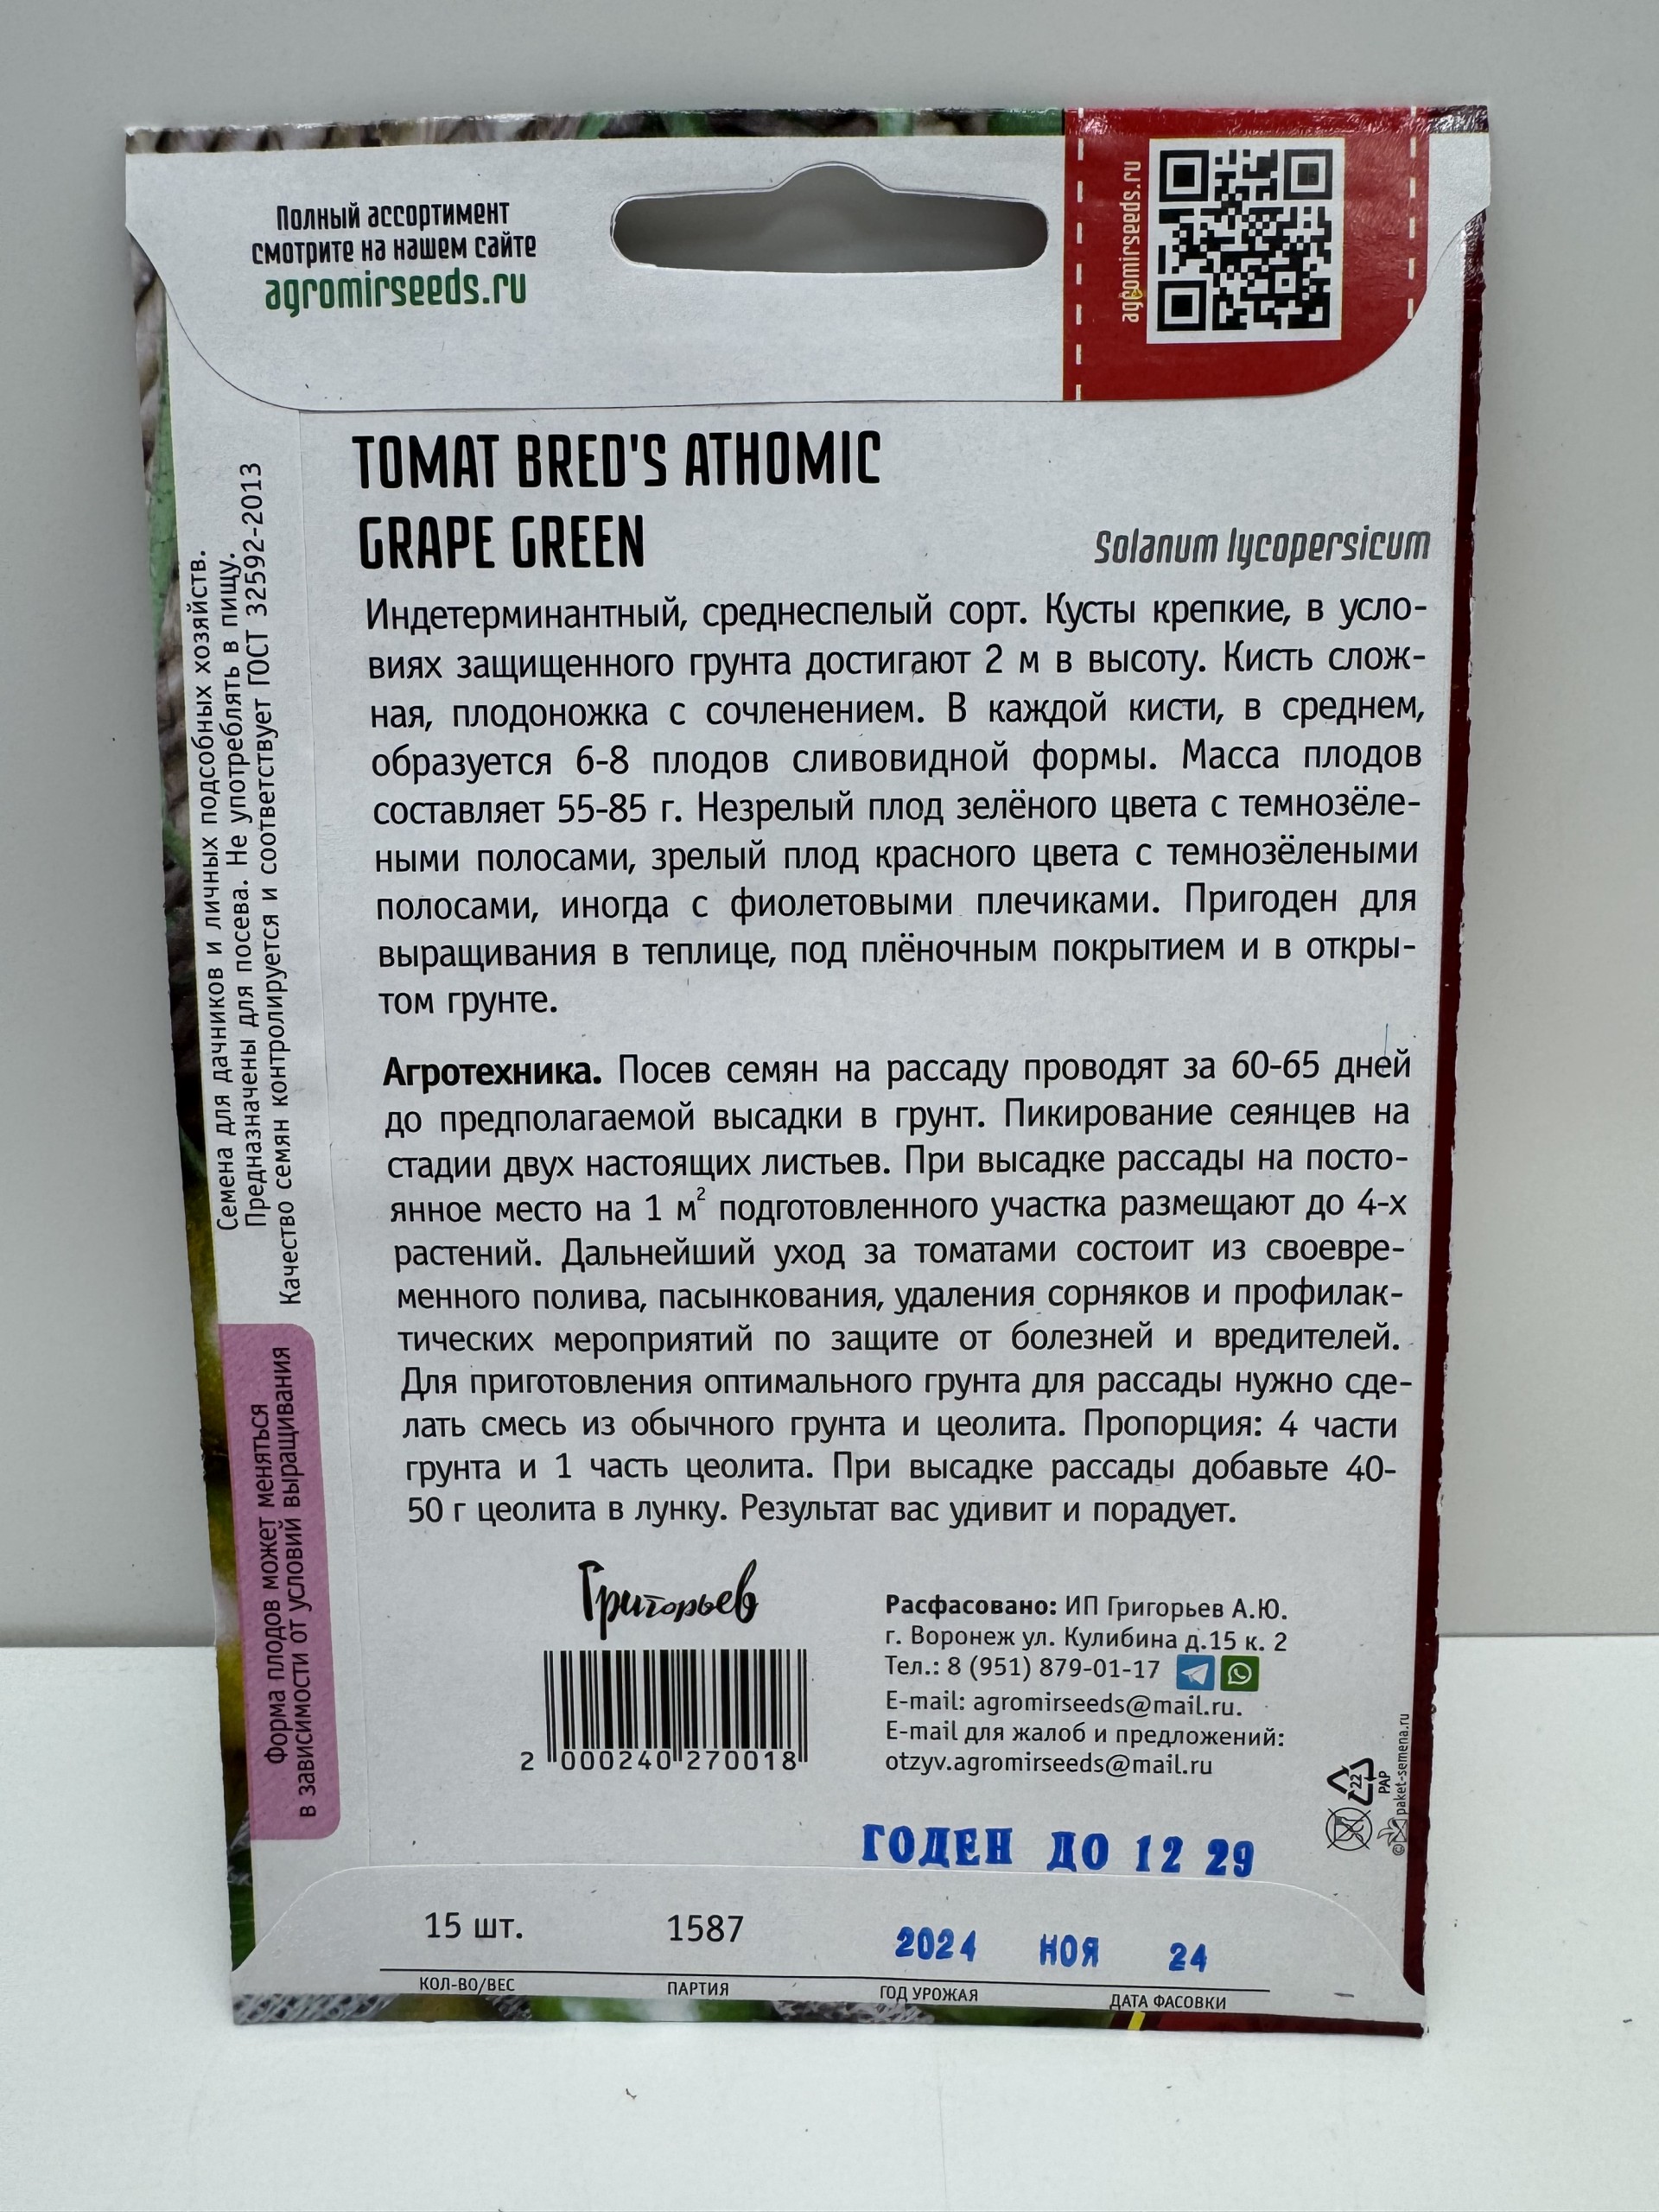 Полный ассортимент
смотрите на нашем сайте
agromirseeds.ru
agromirseeds.ru
TOMAT BRED'S ATHOMIC
GRAPE GREEN
Solanum lycopersicum
Индетерминантный, среднеспелый сорт. Кусты крепкие, в усло-
виях защищенного грунта достигают 2 м в высоту. Кисть слож-
ная, плодоножка с сочленением. В каждой кисти, в среднем,
образуется 6-8 плодов сливовидной формы. Масса плодов
составляет 55-85 г. Незрелый плод зелёного цвета с темнозёле-
ными полосами, зрелый плод красного цвета с темнозёлеными
полосами, иногда с фиолетовыми плечиками. Пригоден для
выращивания в теплице, под плёночным покрытием и в откры-
том грунте.
Агротехника. Посев семян на рассаду проводят за 60-65 дней
до предполагаемой высадки в грунт. Пикирование сеянцев на
стадии двух настоящих листьев. При высадке рассады на посто-
янное место на 1 м² подготовленного участка размещают до 4-х
растений. Дальнейший уход за томатами состоит из своевре-
менного полива, пасынкования, удаления сорняков и профилак-
тических мероприятий по защите от болезней и вредителей.
Для приготовления оптимального грунта для рассады нужно сде-
лать смесь из обычного грунта и цеолита. Пропорция: 4 части
грунта и 1 часть цеолита. При высадке рассады добавьте 40-
50 г цеолита в лунку. Результат вас удивит и порадует.
Семена для дачников и личных подсобных хозяйств.
Предназначены для посева. Не употреблять в пищу.
Качество семян контролируется и соответствует ГОСТ 32592-2013
Форма плодов может меняться
в зависимости от условий выращивания
Григорьев
2 000240 270018
Расфасовано: ИП Григорьев А.Ю.
г. Воронеж ул. Кулибина д.15 к. 2
Тел.: 8 (951) 879-01-17
E-mail: agromirseeds@mail.ru.
E-mail для жалоб и предложений:
otzyv.agromirseeds@mail.ru
22
PAP
© paket-semena.ru
ГОДЕН ДО 12 29
15 шт. 1587 2024 НОЯ 24
КОЛ-ВО/ВЕС ПАРТИЯ ГОД УРОЖАЯ ДАТА ФАСОВКИ